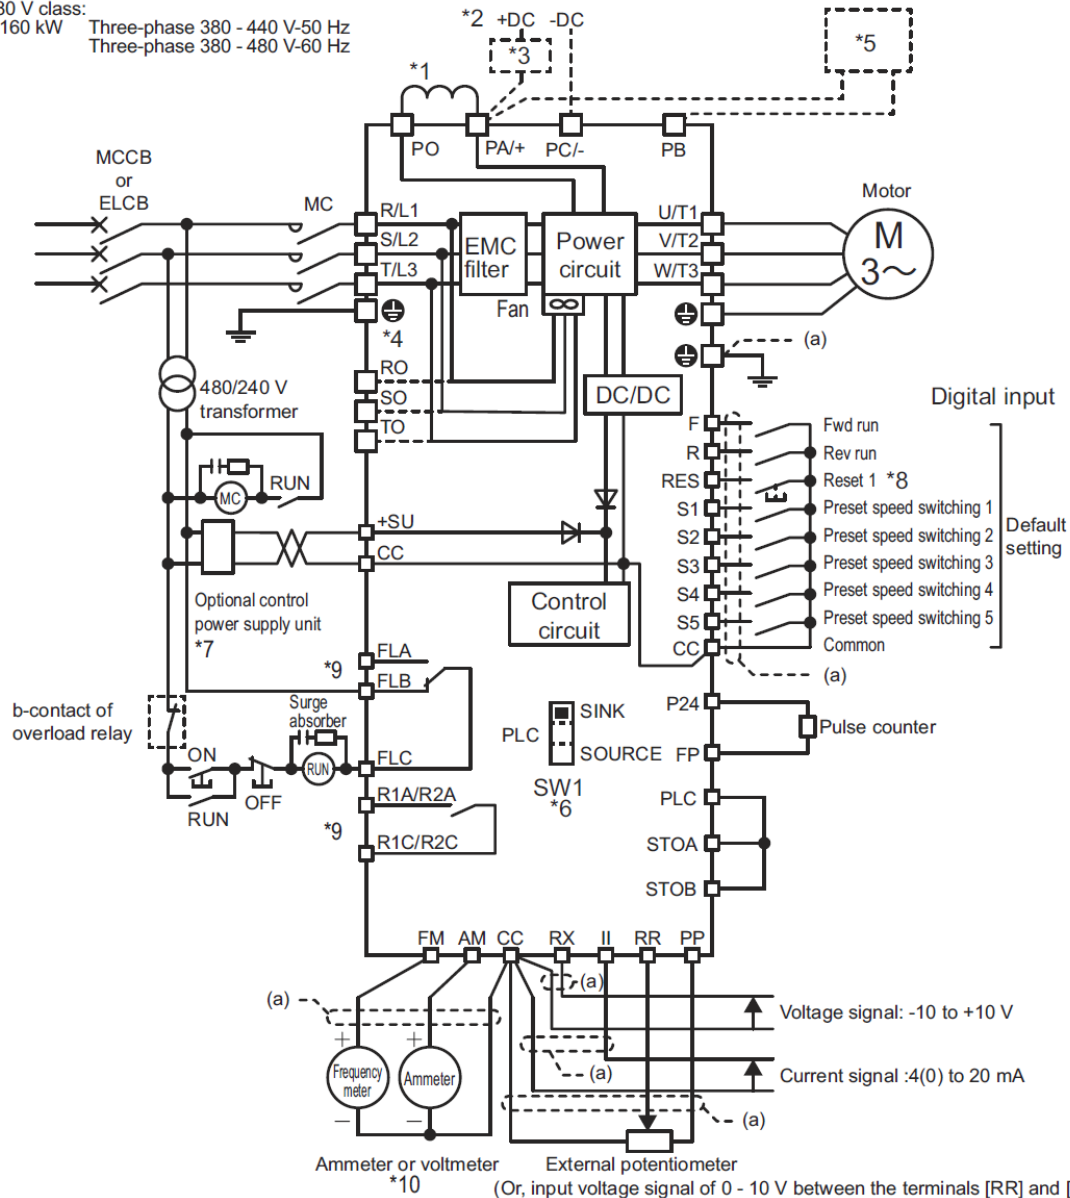 30 V class:
160 kW Three-phase 380 - 440 V-50 Hz
Three-phase 380 - 480 V-60 Hz
*2 +DC -DC
*3
*5
*1
PO
PA/+
PC/-
PB
MCCB
or
ELCB
MC
R/L1
S/L2
T/L3
EMC
filter
Power
circuit
Fan
U/T1
V/T2
W/T3
Motor
M
3~
*4
(a)
RO
SO
TO
480/240 V
transformer
DC/DC
Digital input
MC
RUN
+SU
CC
Optional control
power supply unit
*7
Control
circuit
F
Fwd run
R
Rev run
RES
Reset 1 *8
S1
Preset speed switching 1
S2
Preset speed switching 2
S3
Preset speed switching 3
S4
Preset speed switching 4
S5
Preset speed switching 5
CC
Common
Default
setting
(a)
*9
FLA
FLB
b-contact of
overload relay
Surge
absorber
ON
RUN
OFF
RUN
FLC
R1A/R2A
*9
R1C/R2C
PLC
SINK
SOURCE
SW1
*6
P24
Pulse counter
FP
PLC
STOA
STOB
FM
AM
CC
RX
II
RR
PP
(a)
(a)
Voltage signal: -10 to +10 V
+
+
Frequency
meter
Ammeter
(a)
Current signal :4(0) to 20 mA
(a)
−
−
Ammeter or voltmeter
*10
External potentiometer
(Or, input voltage signal of 0 - 10 V between the terminals [RR] and [